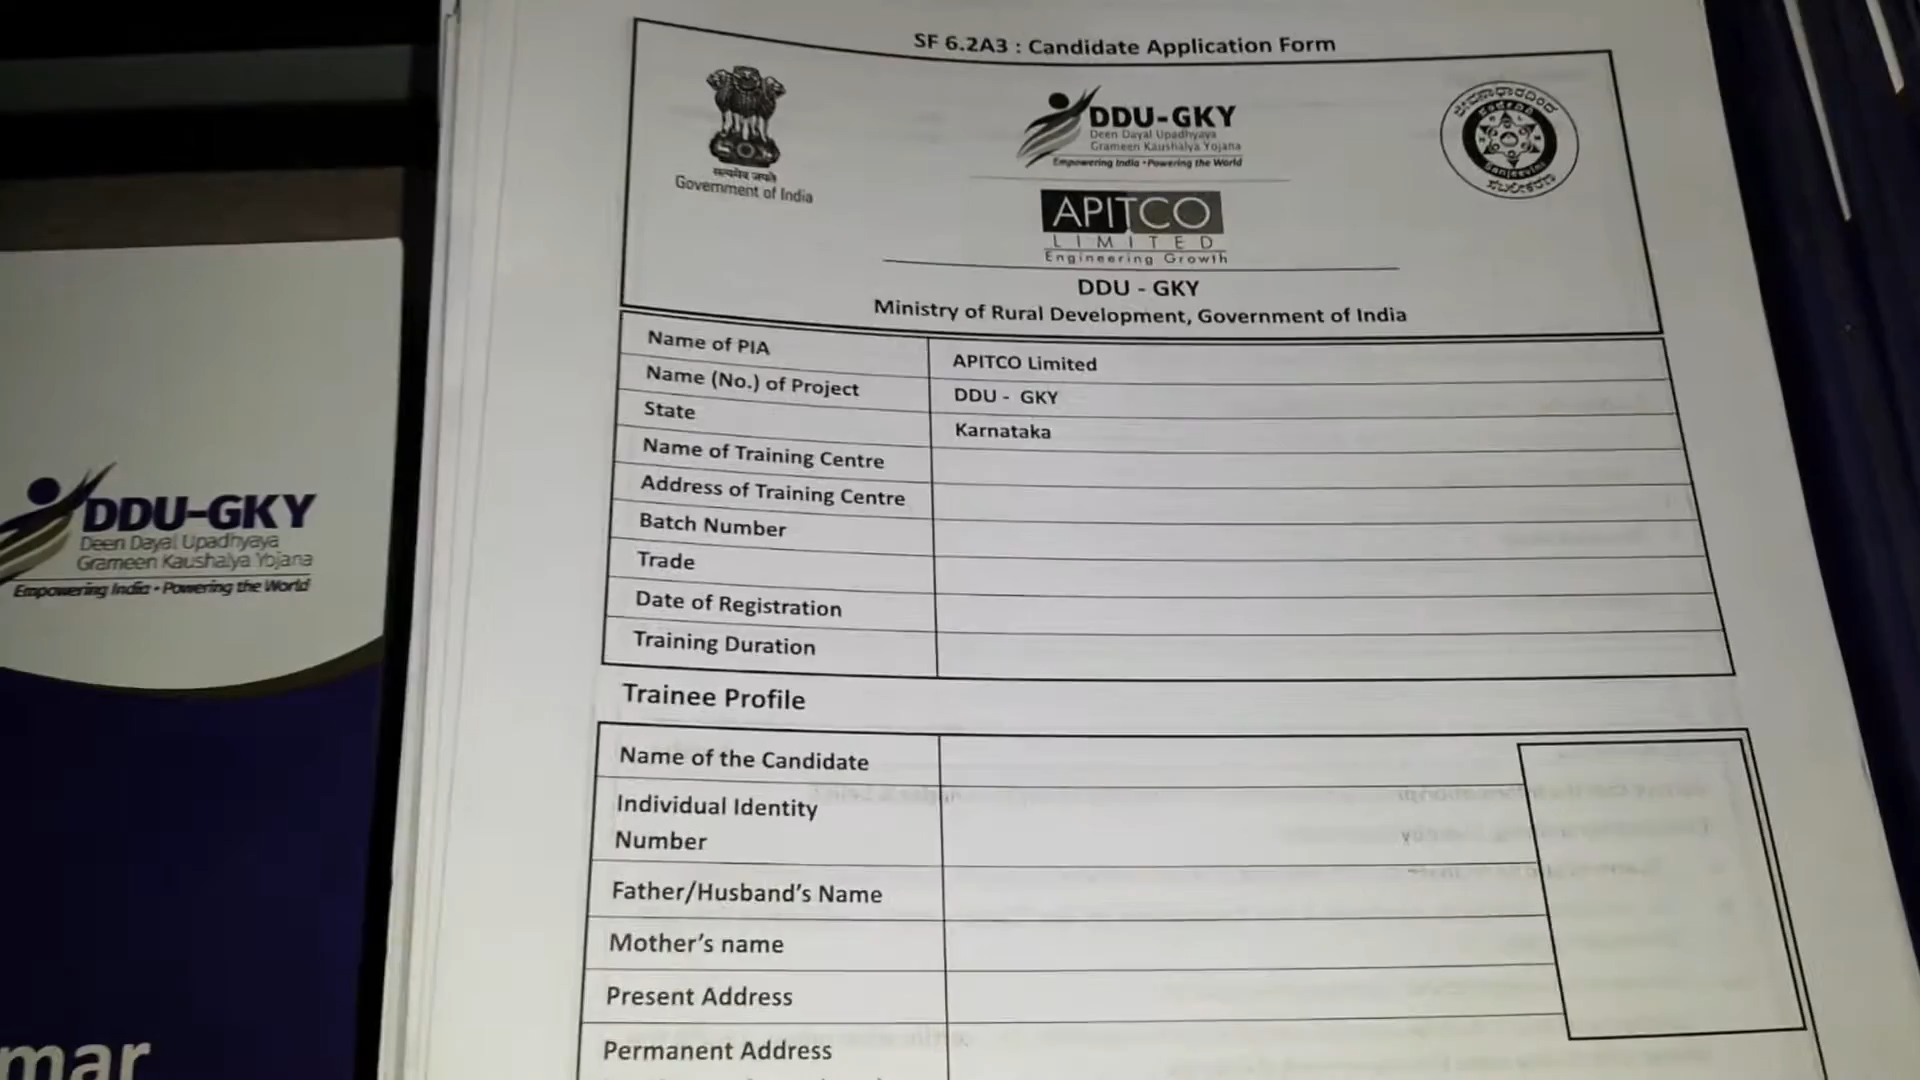 SF 6.2A3 : Candidate Application Form
सत्यमेव जयते
Government of India
DDU-GKY
Deen Dayal Upadhyaya
Grameen Kaushalya Yojana
Empowering India • Powering the World
APITCO
LIMITED
Engineering Growth
DDU - GKY
Ministry of Rural Development, Government of India
Sanjeevini
Name of PIA APITCO Limited
Name (No.) of Project DDU - GKY
State Karnataka
Name of Training Centre
Address of Training Centre
Batch Number
Trade
Date of Registration
Training Duration
Trainee Profile
Name of the Candidate
Individual Identity
Number
Father/Husband's Name
Mother's name
Present Address
Permanent Address
DDU-GKY
Deen Dayal Upadhyaya
Grameen Kaushalya Yojana
Empowering India • Powering the World
mar